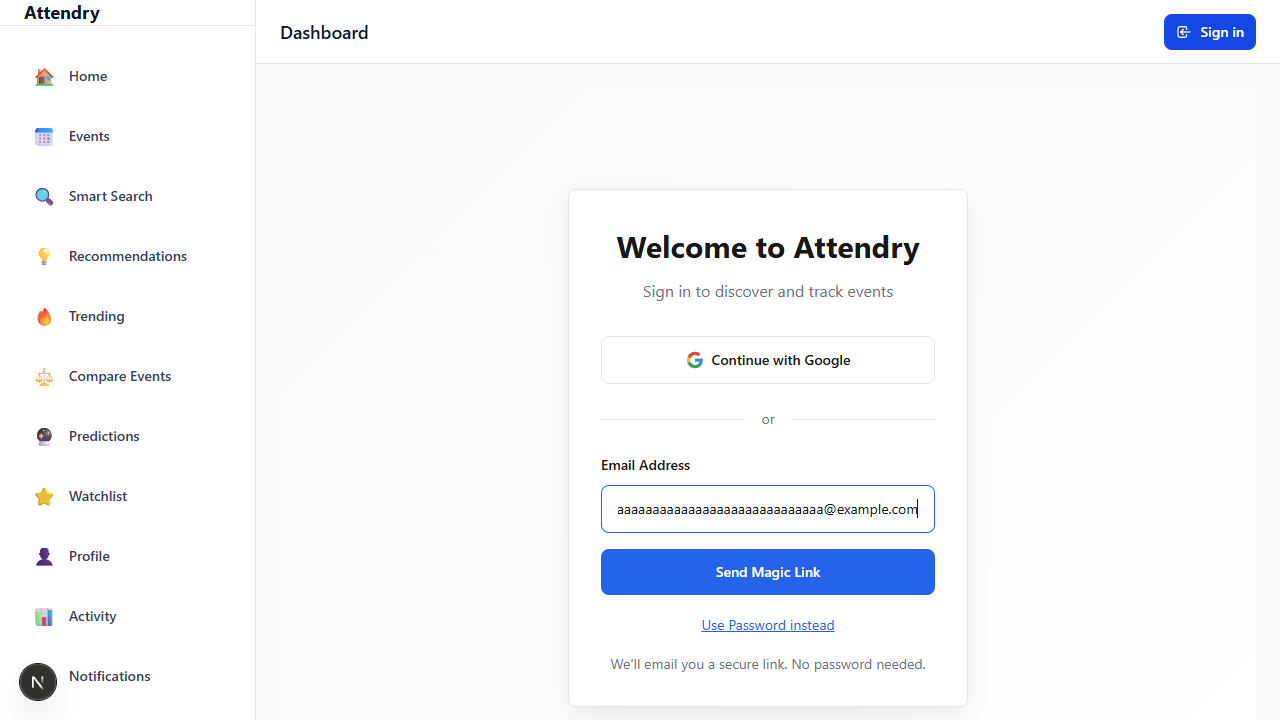 Attendry
Dashboard
Sign in
Home
Events
Smart Search
Recommendations
Trending
Compare Events
Predictions
Watchlist
Profile
Activity
Notifications
N
Welcome to Attendry
Sign in to discover and track events
Continue with Google
or
Email Address
aaaaaaaaaaaaaaaaaaaaaaaaaaaaa@example.com
Send Magic Link
Use Password instead
We'll email you a secure link. No password needed.